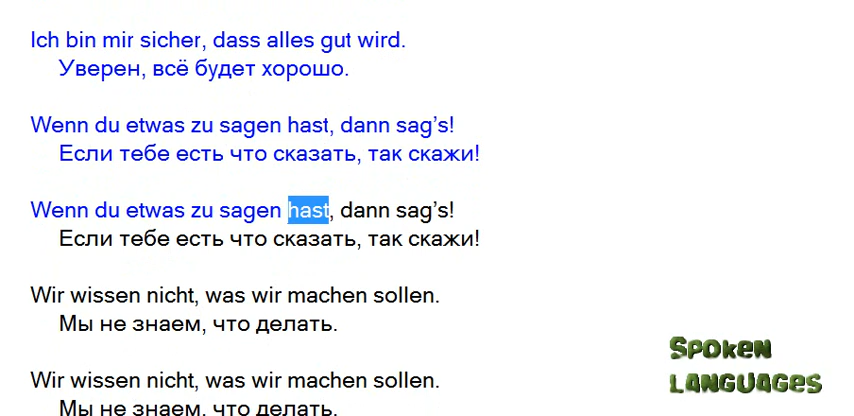 Ich bin mir sicher, dass alles gut wird.
Уверен, всё будет хорошо.
Wenn du etwas zu sagen hast, dann sag's!
Если тебе есть что сказать, так скажи!
Wenn du etwas zu sagen hast, dann sag's!
Если тебе есть что сказать, так скажи!
Wir wissen nicht, was wir machen sollen.
Мы не знаем, что делать.
Wir wissen nicht, was wir machen sollen.
Мы не знаем, что делать.
Spoken
Languages